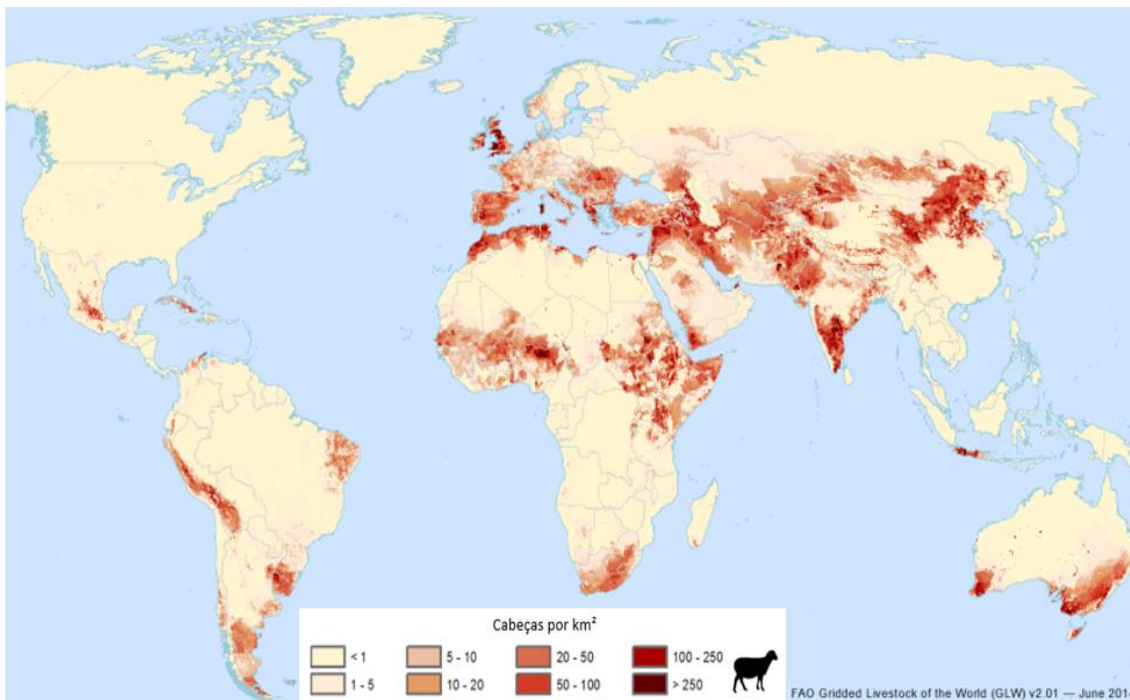 Cabeças por km²
< 1
5 - 10
20 - 50
100 - 250
1 - 5
10 - 20
50 - 100
> 250
FAO Gridded Livestock of the World (GLW) v2.01 — June 201